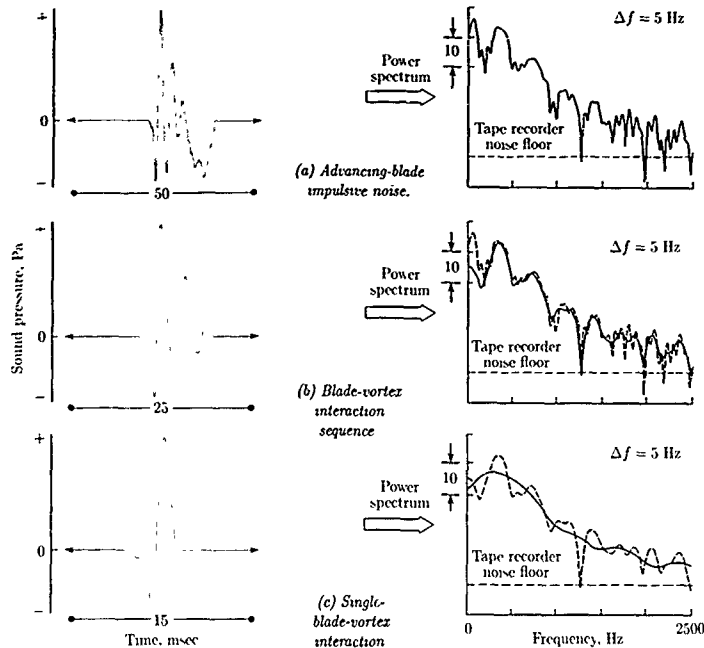 +
0
−
50
Power
spectrum
Δf = 5 Hz
10
Tape recorder
noise floor
(a) Advancing-blade
impulsive noise.
Sound pressure, Pa
+
0
−
25
Power
spectrum
Δf = 5 Hz
10
Tape recorder
noise floor
(b) Blade-vortex
interaction
sequence
+
0
−
15
Time, msec
Power
spectrum
Δf = 5 Hz
10
Tape recorder
noise floor
(c) Single-
blade-vortex
interaction
0
2500
Frequency, Hz